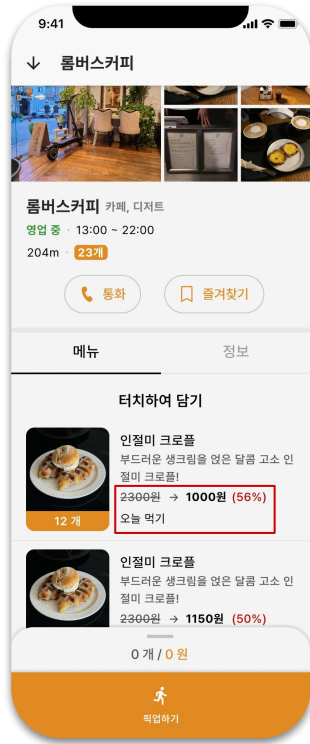 9:41
롬버스커피
롬버스커피 카페, 디저트
영업 중 · 13:00 ~ 22:00
204m · 23개
통화
즐겨찾기
메뉴
정보
터치하여 담기
인절미 크로플
부드러운 생크림을 얹은 달콤 고소 인
절미 크로플!
2300원 → 1000원 (56%)
오늘 먹기
12 개
인절미 크로플
부드러운 생크림을 얹은 달콤 고소 인
절미 크로플!
2300원 → 1150원 (50%)
0 개 / 0 원
픽업하기